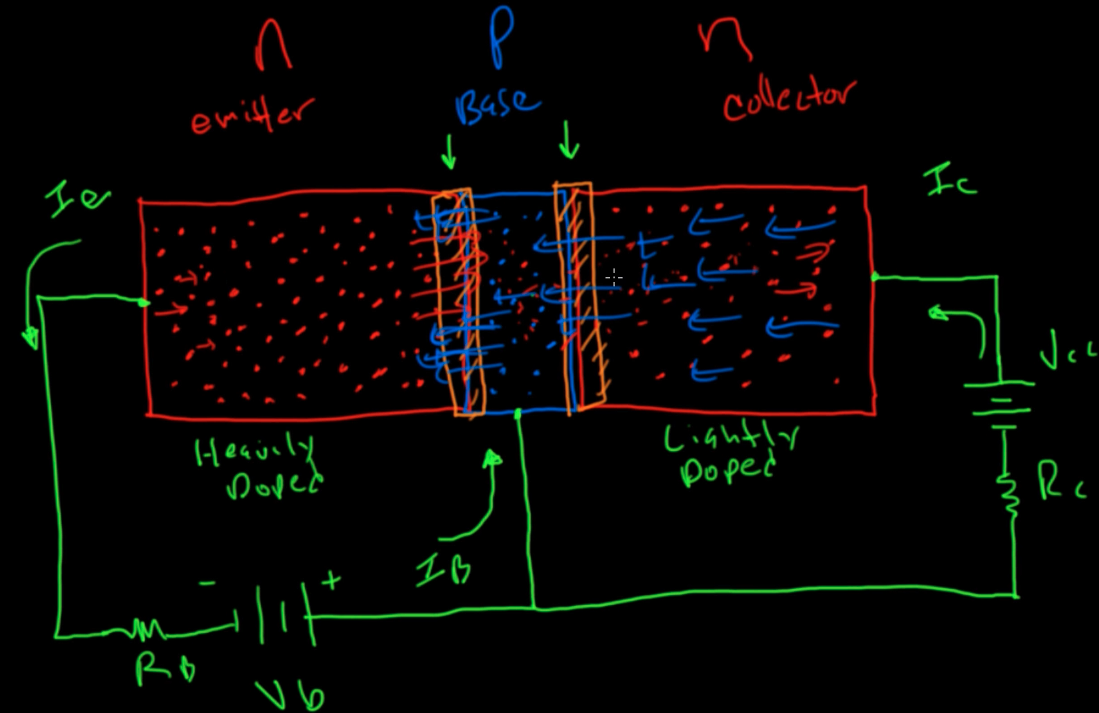 n P n
emitter Base collector
Ie Ic
Vcc
Heavily Doped
Lightly Doped
Rc
IB
- +
RB
Vb